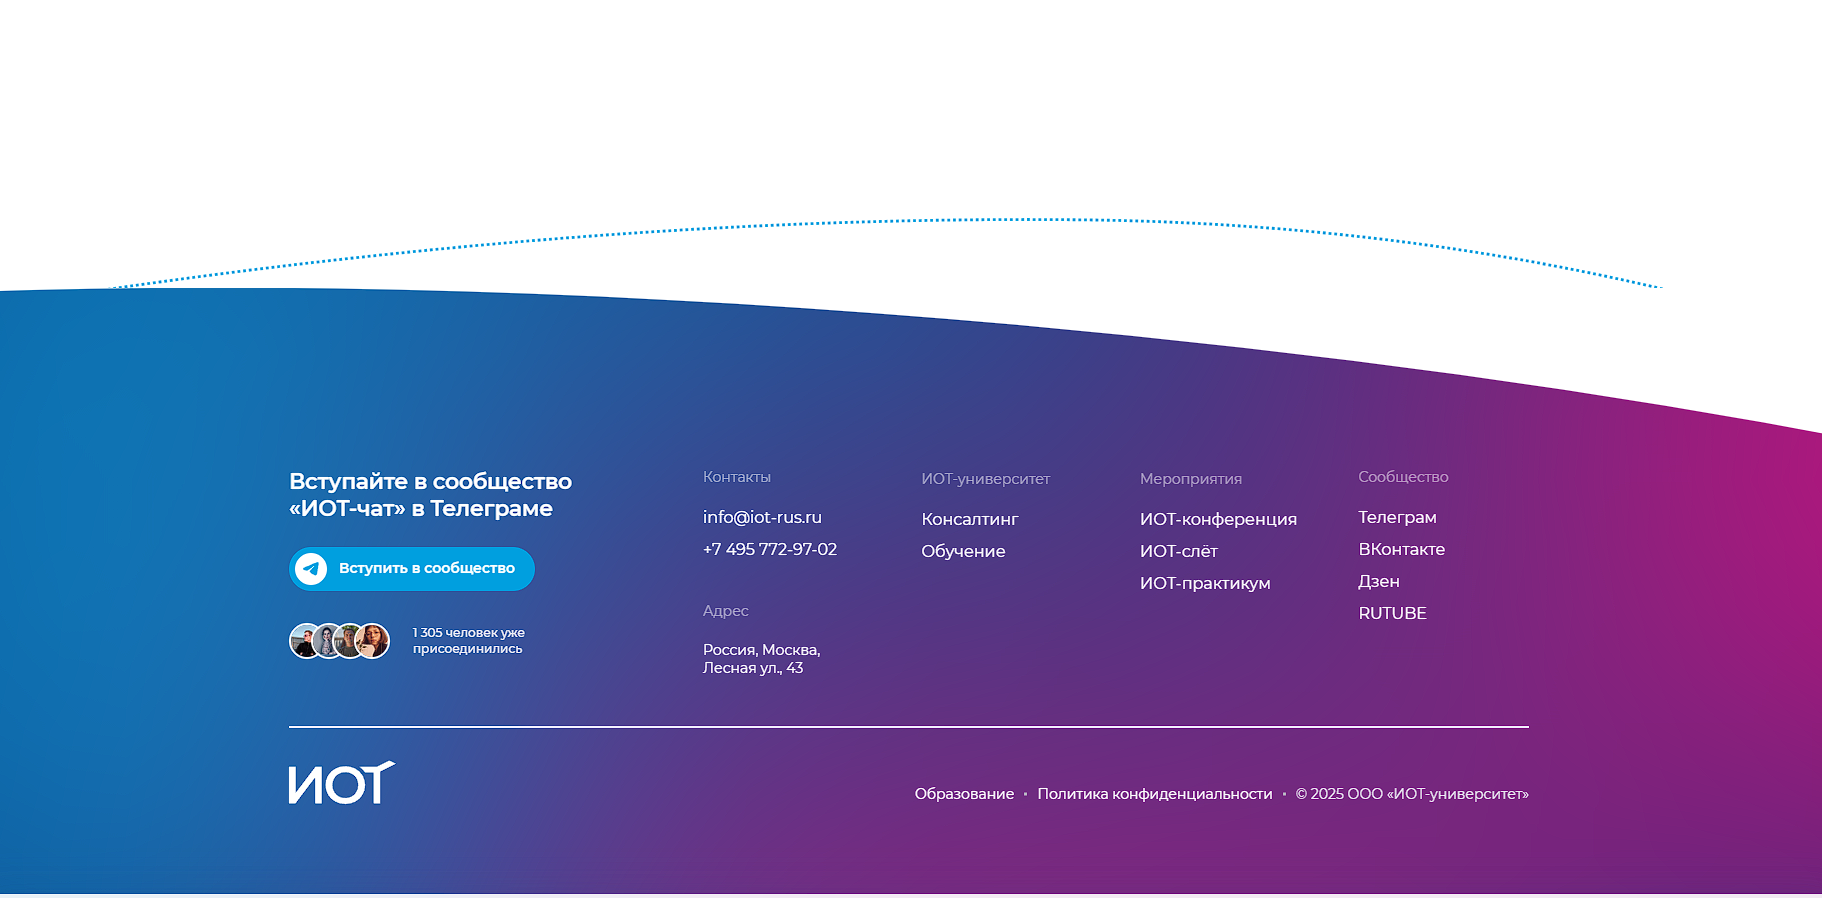 Вступайте в сообщество
«ИОТ-чат» в Телеграме
Вступить в сообщество
1 305 человек уже
присоединились
Контакты
info@iot-rus.ru
+7 495 772-97-02
Адрес
Россия, Москва,
Лесная ул., 43
ИОТ-университет
Консалтинг
Обучение
Мероприятия
ИОТ-конференция
ИОТ-слёт
ИОТ-практикум
Сообщество
Телеграм
ВКонтакте
Дзен
RUTUBE
ИОТ
Образование • Политика конфиденциальности • © 2025 ООО «ИОТ-университет»